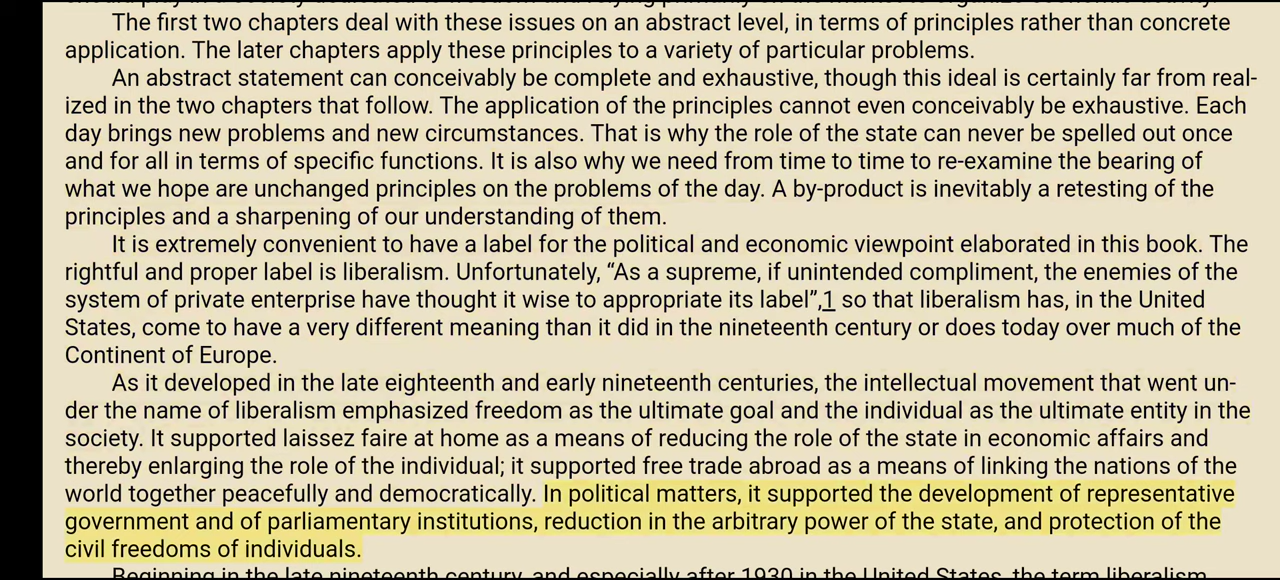 The first two chapters deal with these issues on an abstract level, in terms of principles rather than concrete
application. The later chapters apply these principles to a variety of particular problems.
An abstract statement can conceivably be complete and exhaustive, though this ideal is certainly far from real-
ized in the two chapters that follow. The application of the principles cannot even conceivably be exhaustive. Each
day brings new problems and new circumstances. That is why the role of the state can never be spelled out once
and for all in terms of specific functions. It is also why we need from time to time to re-examine the bearing of
what we hope are unchanged principles on the problems of the day. A by-product is inevitably a retesting of the
principles and a sharpening of our understanding of them.
It is extremely convenient to have a label for the political and economic viewpoint elaborated in this book. The
rightful and proper label is liberalism. Unfortunately, “As a supreme, if unintended compliment, the enemies of the
system of private enterprise have thought it wise to appropriate its label”,1 so that liberalism has, in the United
States, come to have a very different meaning than it did in the nineteenth century or does today over much of the
Continent of Europe.
As it developed in the late eighteenth and early nineteenth centuries, the intellectual movement that went un-
der the name of liberalism emphasized freedom as the ultimate goal and the individual as the ultimate entity in the
society. It supported laissez faire at home as a means of reducing the role of the state in economic affairs and
thereby enlarging the role of the individual; it supported free trade abroad as a means of linking the nations of the
world together peacefully and democratically. In political matters, it supported the development of representative
government and of parliamentary institutions, reduction in the arbitrary power of the state, and protection of the
civil freedoms of individuals.
Beginning in the late nineteenth century, and especially after 1930 in the United States, the term liberalism